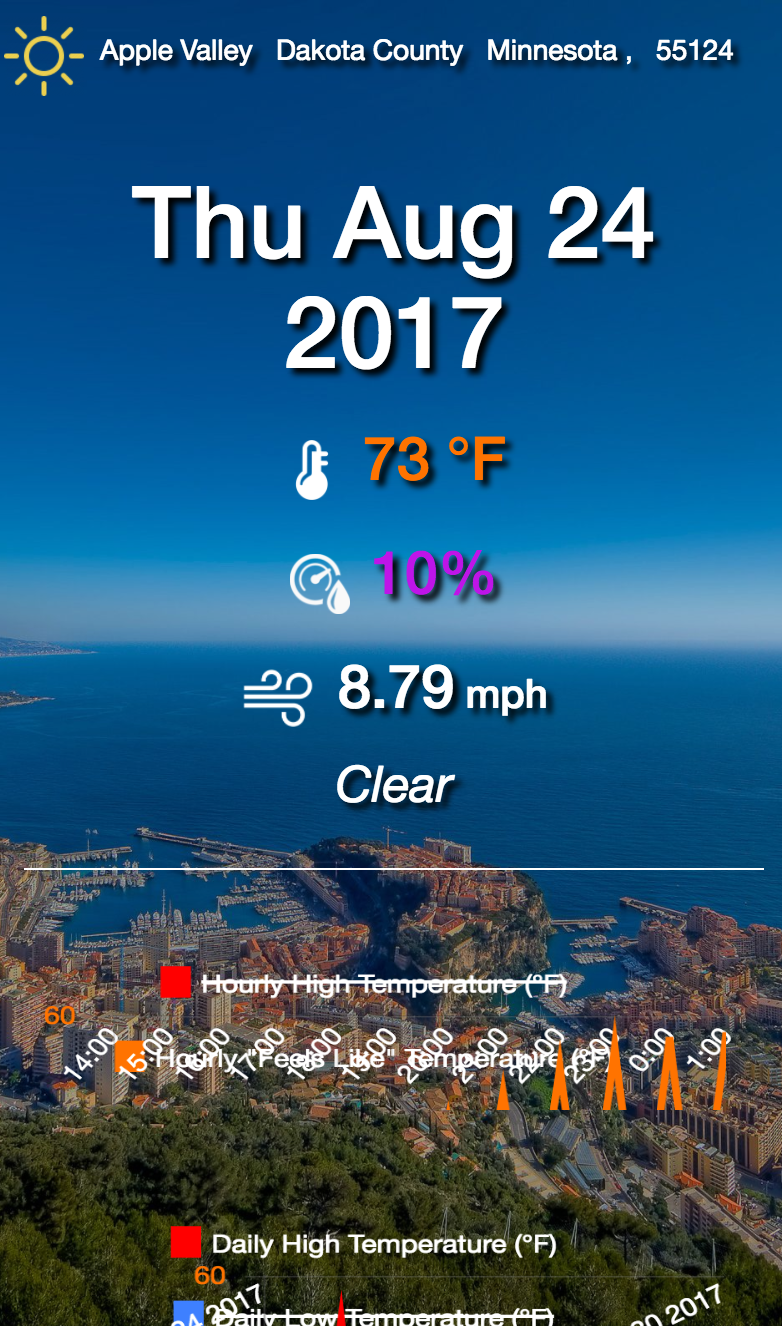 Apple Valley Dakota County Minnesota , 55124
Thu Aug 24
2017
73 °F
10%
8.79 mph
Clear
Hourly High Temperature (°F)
60
14:00 15:00 16:00 17:00 18:00 19:00 20:00 21:00 22:00 23:00 0:00 1:00
Hourly "Feels Like" Temperature (°F)
Daily High Temperature (°F)
60
24 2017
30 2017
Daily Low Temperature (°F)